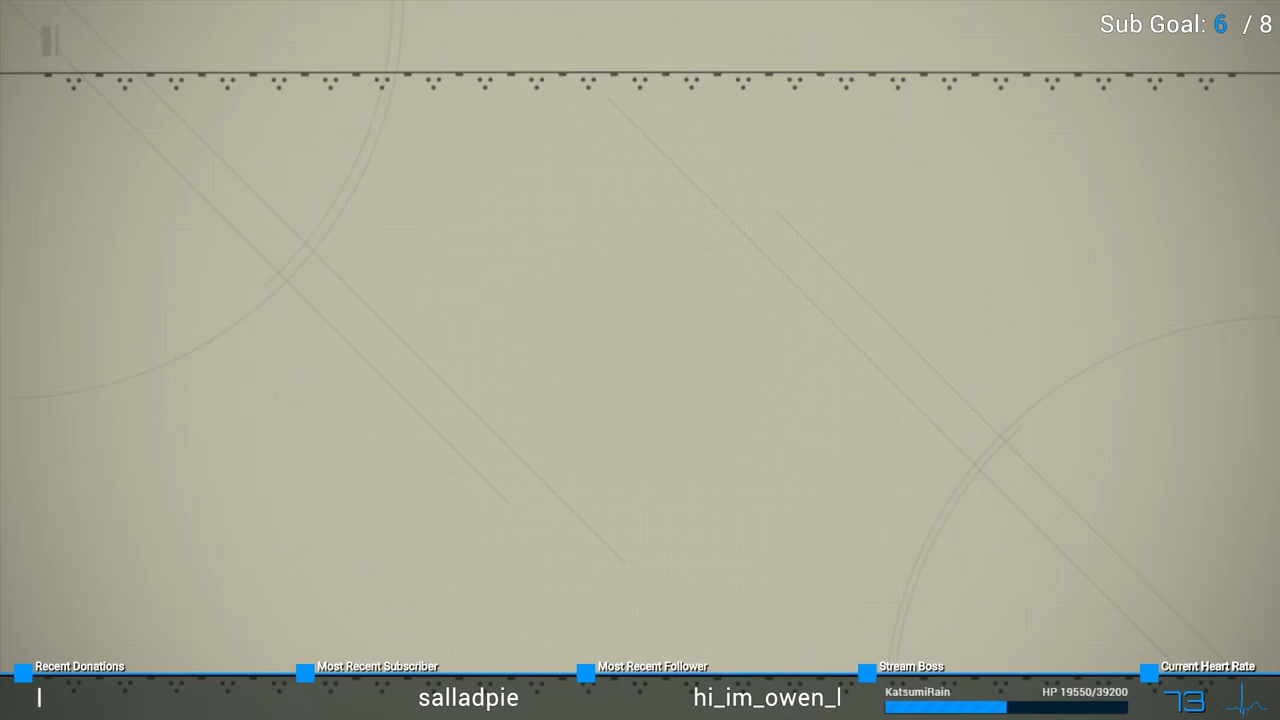 Sub Goal: 6 / 8
Recent Donations
Most Recent Subscriber
Most Recent Follower
Stream Boss
Current Heart Rate
salladpie
hi_im_owen_l
KatsumiRain
HP 19550/39200
73